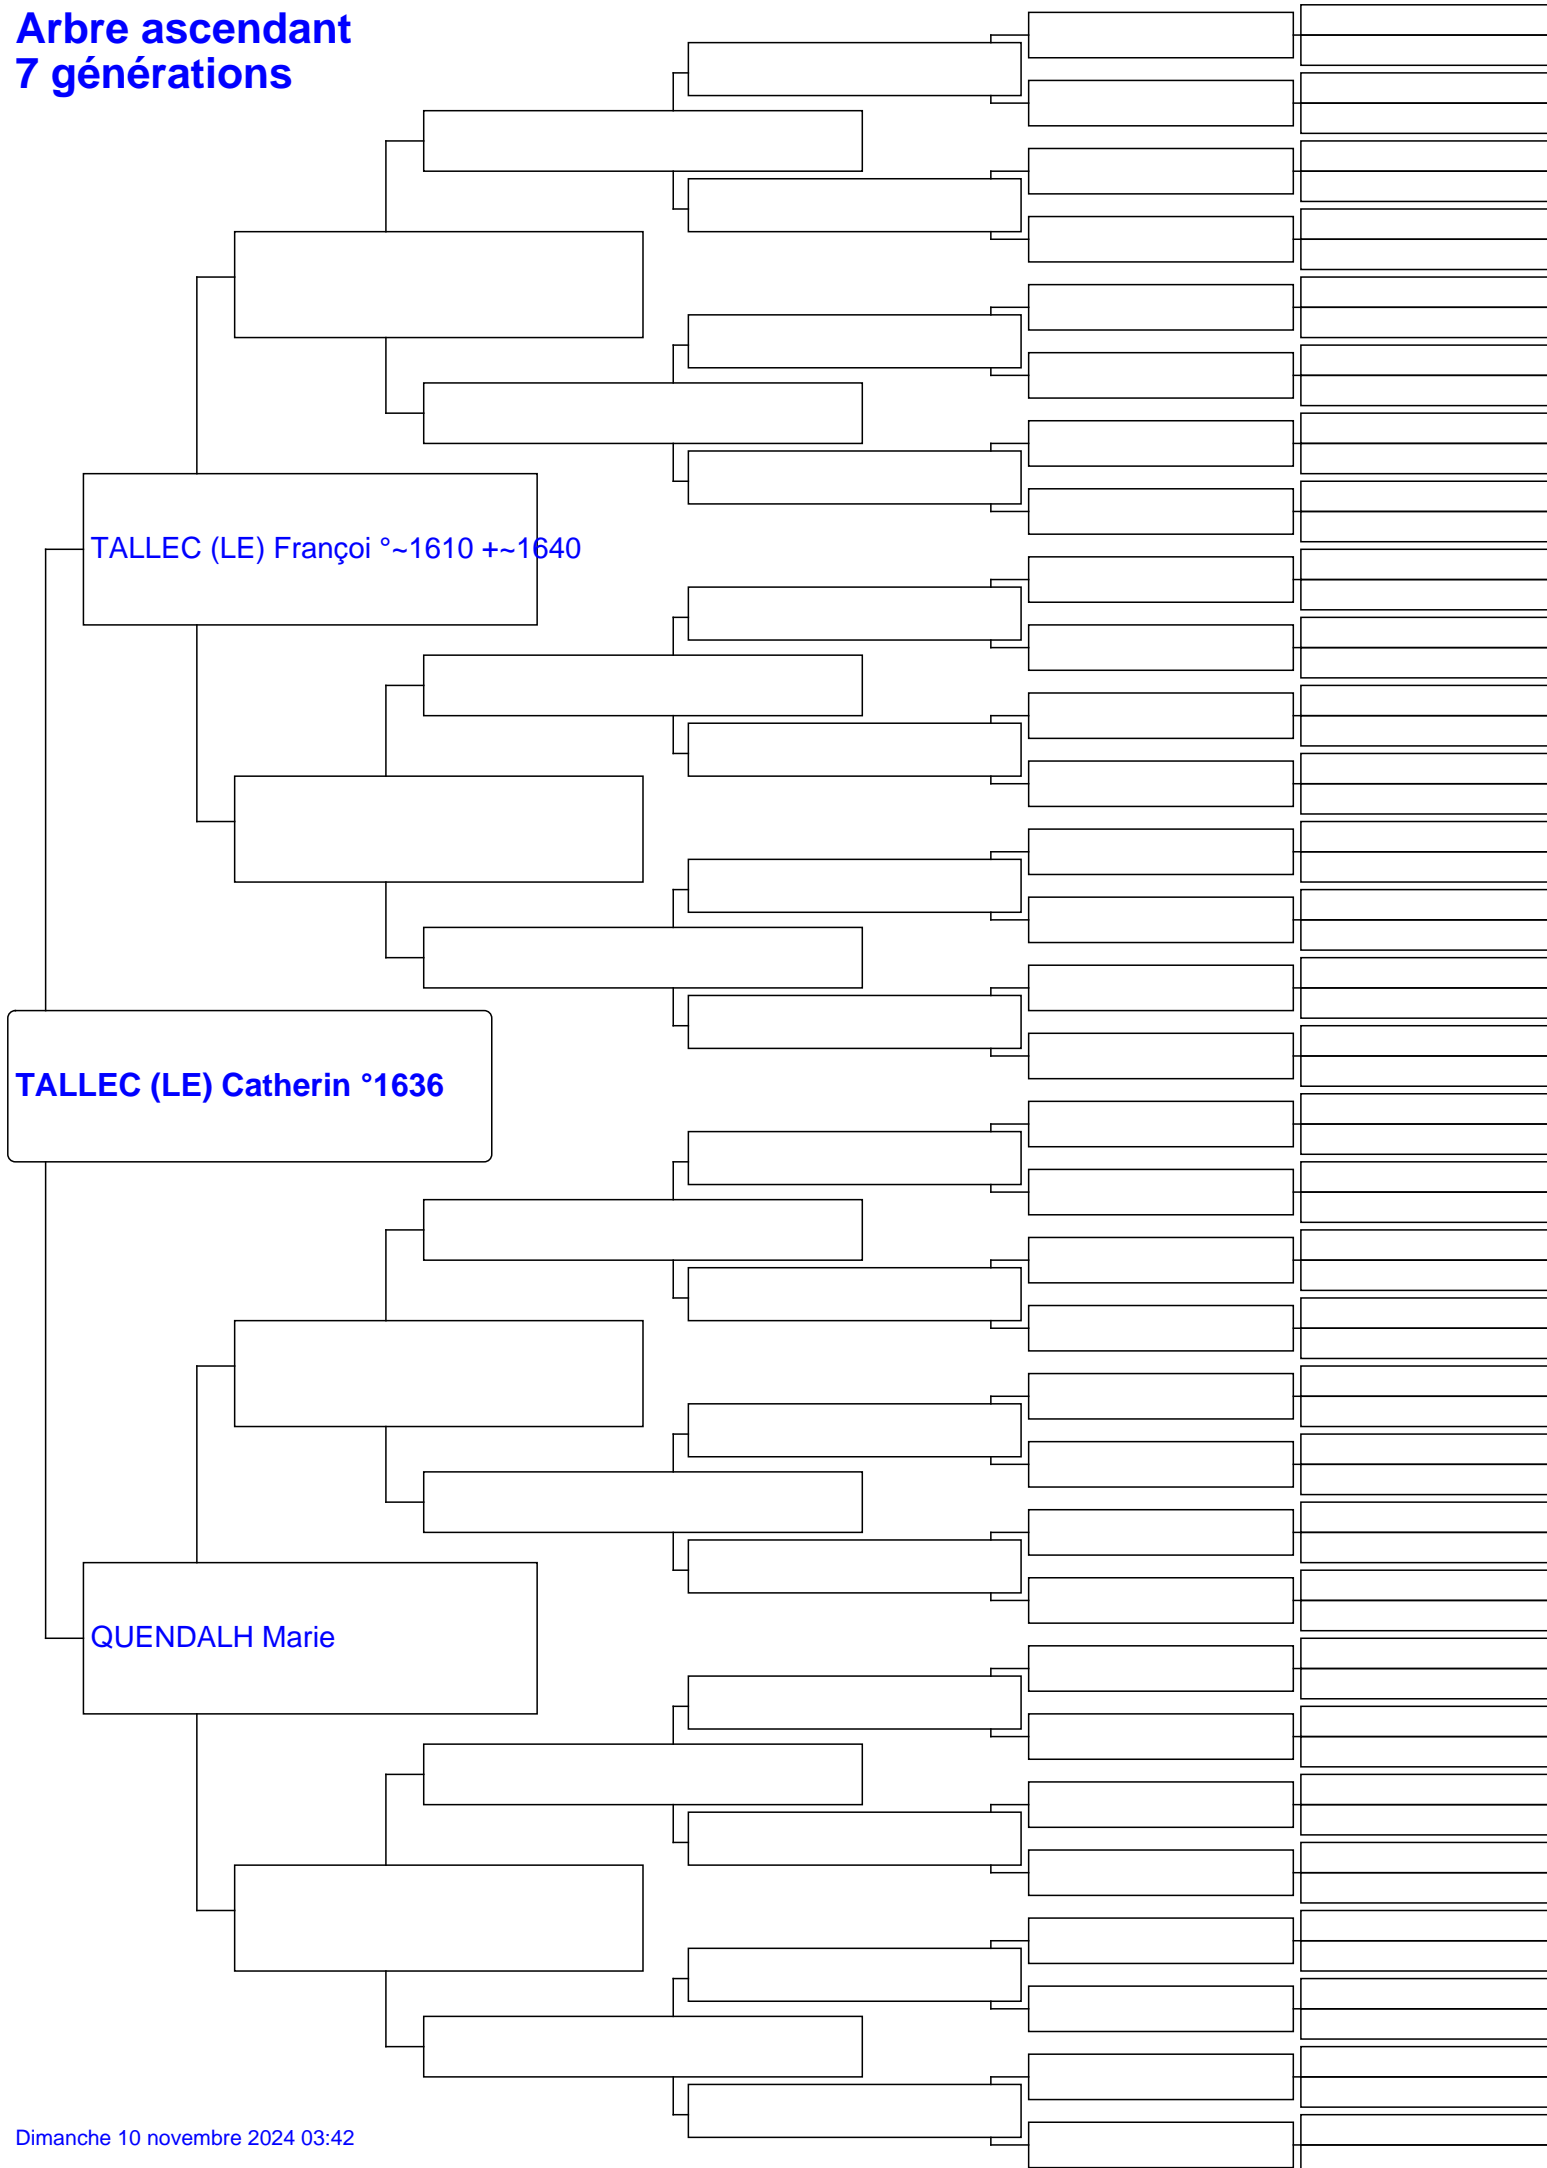 Arbre ascendant
7 générations
TALLEC (LE) Françoi °~1610 +~1640
TALLEC (LE) Catherin °1636
QUENDALH Marie
Dimanche 10 novembre 2024 03:42